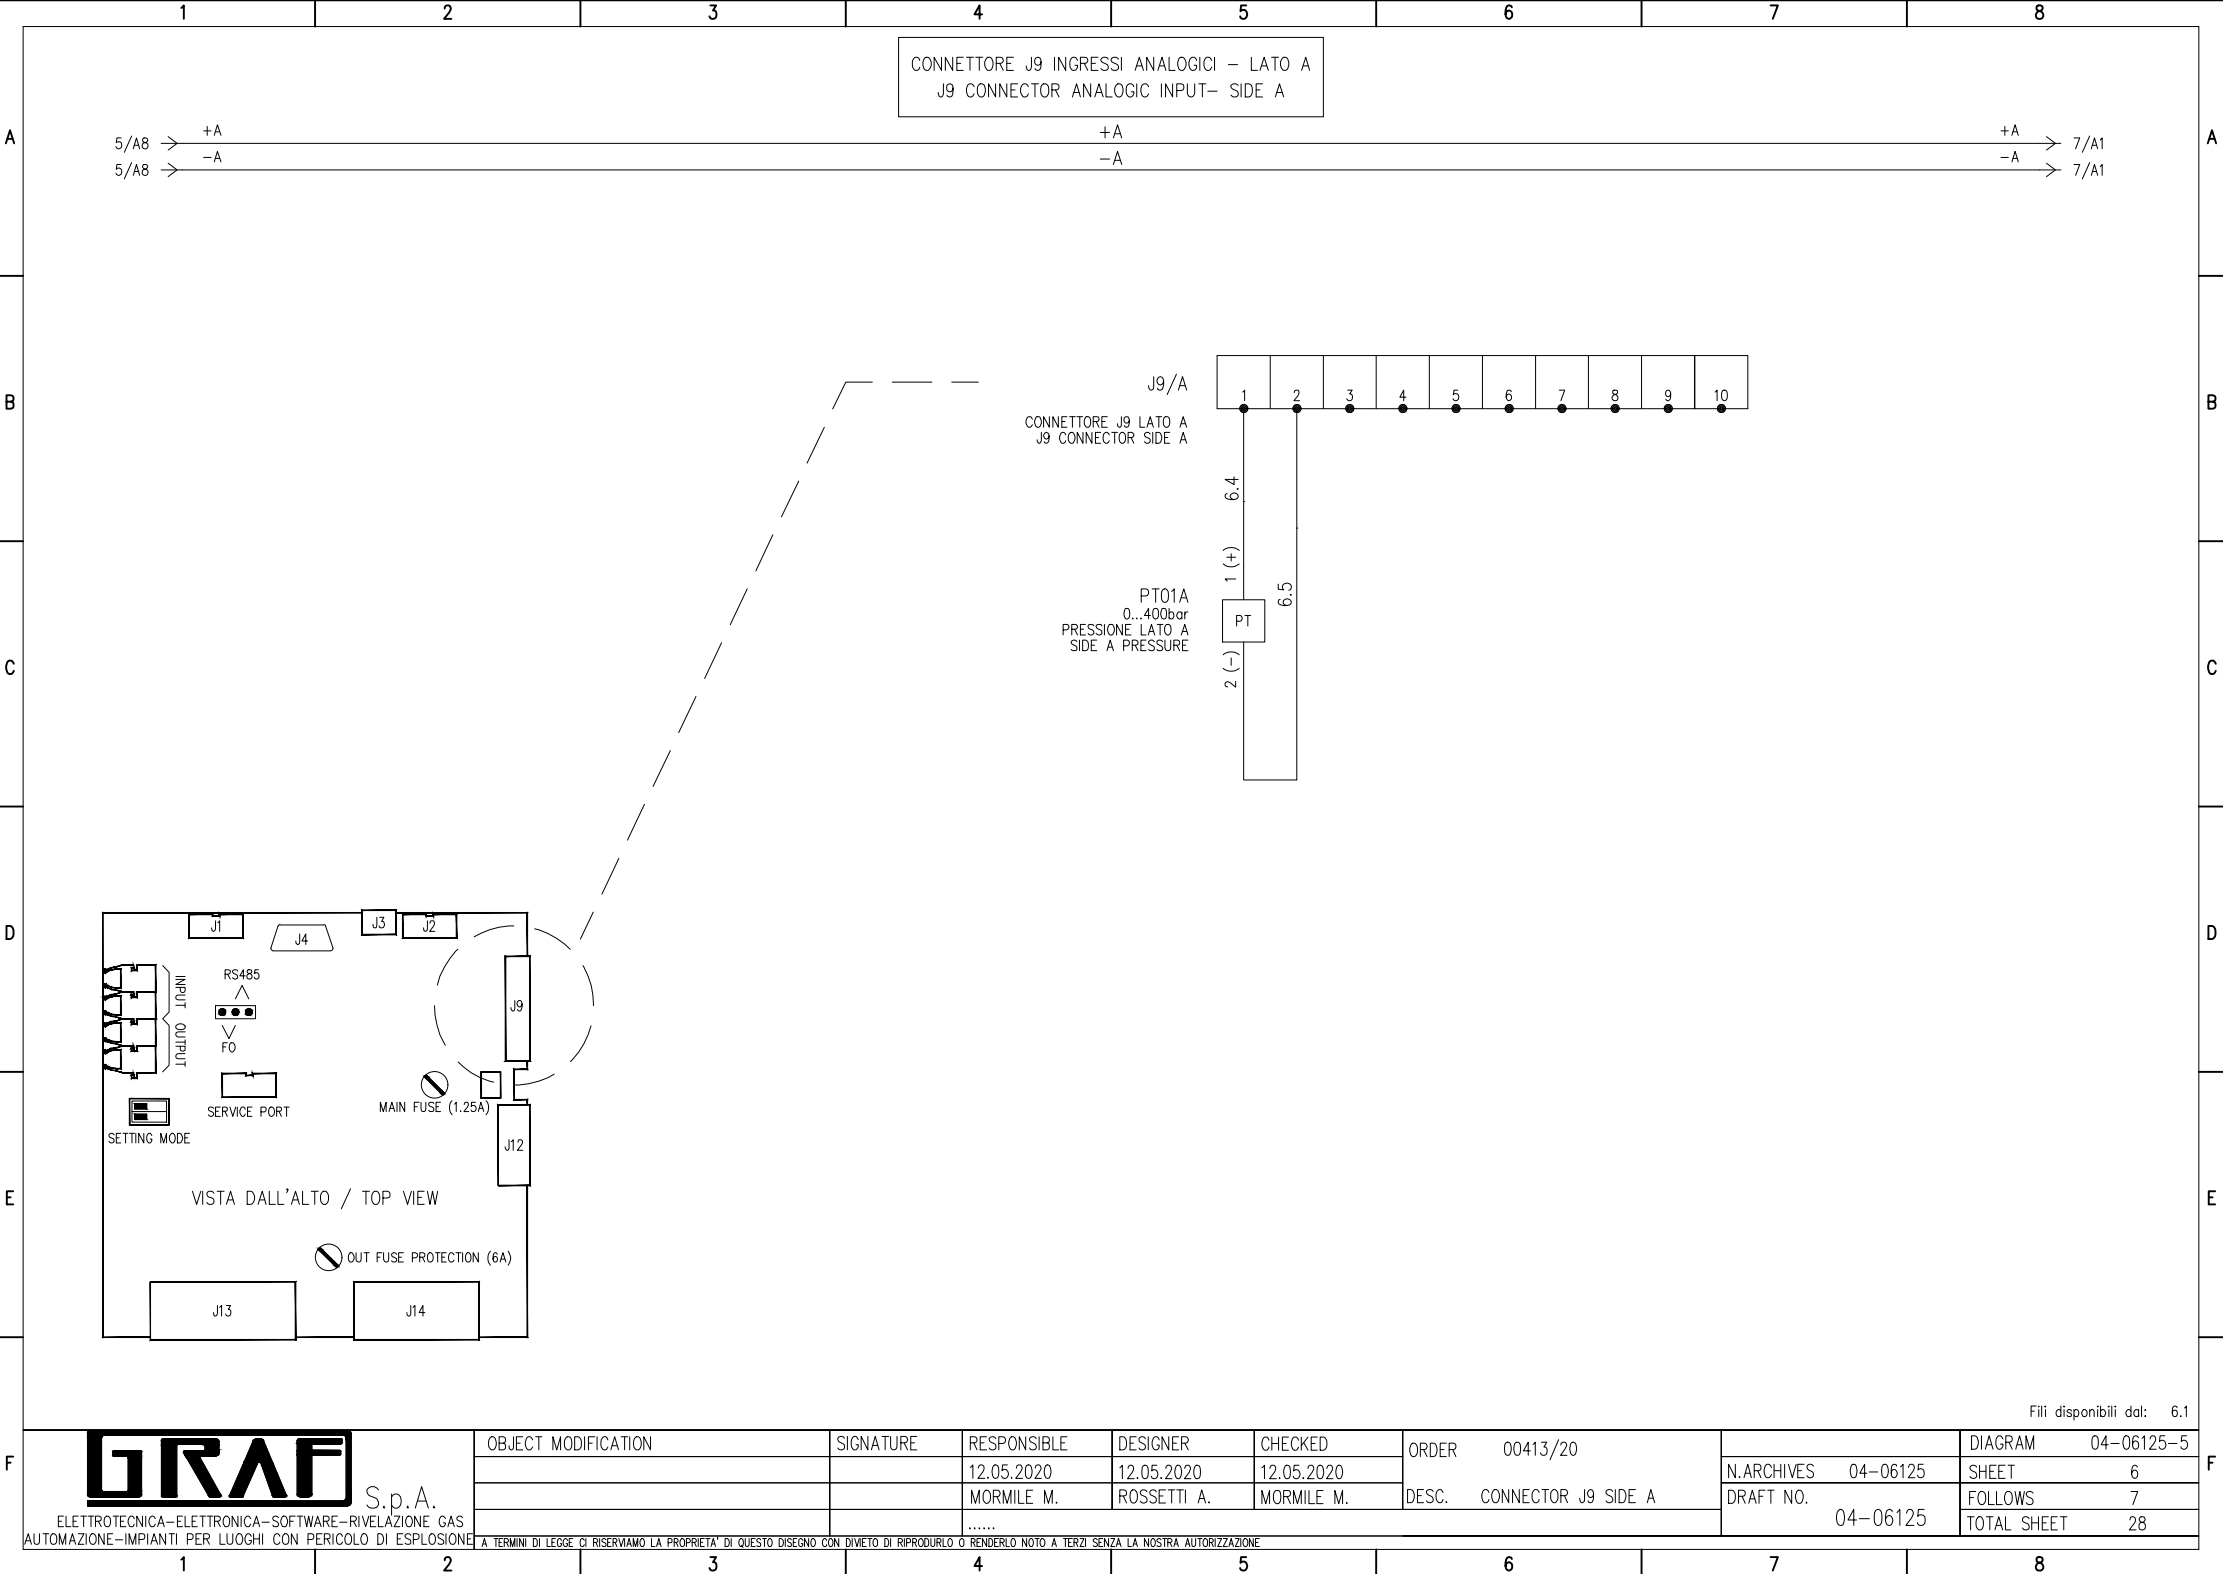 1 2 3 4 5 6 7 8
CONNETTORE J9 INGRESSI ANALOGICI – LATO A
J9 CONNECTOR ANALOGIC INPUT– SIDE A
A
A
5/A8
+A
+A
+A
7/A1
5/A8
–A
–A
–A
7/A1
B
B
J9/A
1 2 3 4 5 6 7 8 9 10
CONNETTORE J9 LATO A
J9 CONNECTOR SIDE A
6.4
1 (+)
6.5
PT01A
0...400bar
PRESSIONE LATO A
SIDE A PRESSURE
PT
2 (–)
C
C
D
D
J1
J4
J3
J2
INPUT
OUTPUT
RS485
FO
J9
SERVICE PORT
MAIN FUSE (1.25A)
SETTING MODE
J12
VISTA DALL'ALTO / TOP VIEW
E
E
OUT FUSE PROTECTION (6A)
J13
J14
Fili disponibili dal: 6.1
F
F
GRAF
S.p.A.
ELETTROTECNICA–ELETTRONICA–SOFTWARE–RIVELAZIONE GAS
AUTOMAZIONE–IMPIANTI PER LUOGHI CON PERICOLO DI ESPLOSIONE
OBJECT MODIFICATION
SIGNATURE
RESPONSIBLE
12.05.2020
MORMILE M.
......
DESIGNER
12.05.2020
ROSSETTI A.
CHECKED
12.05.2020
MORMILE M.
ORDER 00413/20
DESC. CONNECTOR J9 SIDE A
N.ARCHIVES 04–06125
DRAFT NO.
04–06125
DIAGRAM 04–06125–5
SHEET 6
FOLLOWS 7
TOTAL SHEET 28
A TERMINI DI LEGGE CI RISERVIAMO LA PROPRIETA' DI QUESTO DISEGNO CON DIVIETO DI RIPRODURLO O RENDERLO NOTO A TERZI SENZA LA NOSTRA AUTORIZZAZIONE
1 2 3 4 5 6 7 8